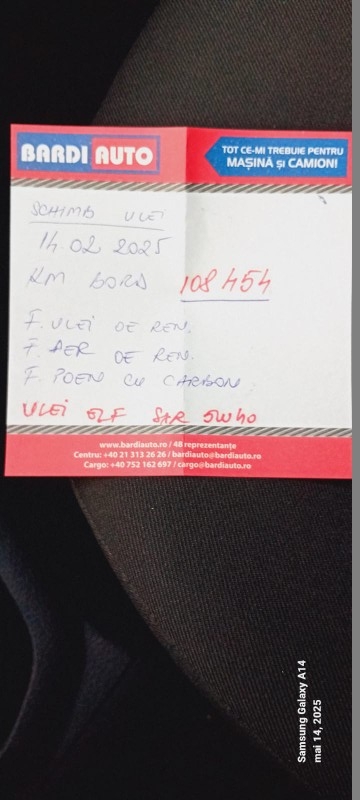 BARDI AUTO
TOT CE-MI TREBUIE PENTRU
MAȘINĂ și CAMION!
SCHIMB ULEI
14.02 2025
KM BORD 108454
F. ULEI DE REN.
F. AER DE REN.
F. POEN CU CARBON
ULEI ELF 5W40
www.bardiauto.ro / 48 reprezentanțe
Centru: +40 21 313 26 26 / bardiauto@bardiauto.ro
Cargo: +40 752 162 697 / cargo@bardiauto.ro
Samsung Galaxy A14
mai 14, 2025